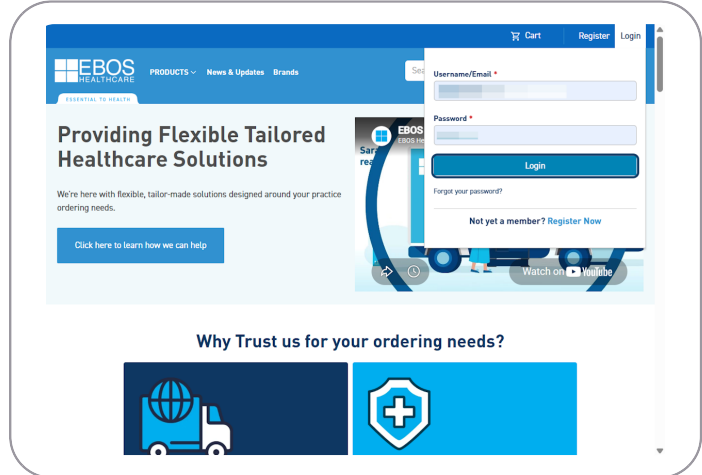 Cart
Register
Login
EBOS
HEALTHCARE
ESSENTIAL TO HEALTH
PRODUCTS
News & Updates
Brands
Username/Email *
Password *
Login
Forgot your password?
Not yet a member? Register Now
Providing Flexible Tailored
Healthcare Solutions
We're here with flexible, tailor-made solutions designed around your practice
ordering needs.
Click here to learn how we can help
EBOS
Watch on YouTube
Why Trust us for your ordering needs?